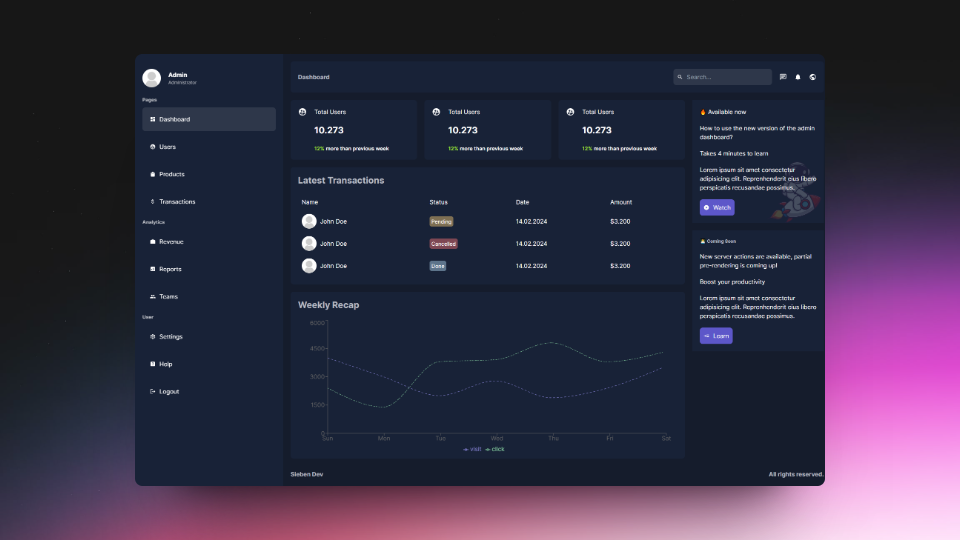 Admin
Administrator
Pages
Dashboard
Users
Products
Transactions
Analytics
Revenue
Reports
Teams
User
Settings
Help
Logout
Dashboard
Search...
Total Users
10.273
12% more than previous week
Total Users
10.273
12% more than previous week
Total Users
10.273
12% more than previous week
Latest Transactions
Name Status Date Amount
John Doe Pending 14.02.2024 $3.200
John Doe Cancelled 14.02.2024 $3.200
John Doe Done 14.02.2024 $3.200
Weekly Recap
6000
4500
3000
1500
0
Sun Mon Tue Wed Thu Fri Sat
visit click
🔥 Available now
How to use the new version of the admin
dashboard?
Takes 4 minutes to learn
Lorem ipsum sit amet consectetur
adipisicing elit. Reprehenderit eius libero
perspicatis recusandae possimus.
Watch
Coming Soon
New server actions are available, partial
pre-rendering is coming up!
Boost your productivity
Lorem ipsum sit amet consectetur
adipisicing elit. Reprehenderit eius libero
perspicatis recusandae possimus.
Learn
Sleben Dev
All rights reserved.